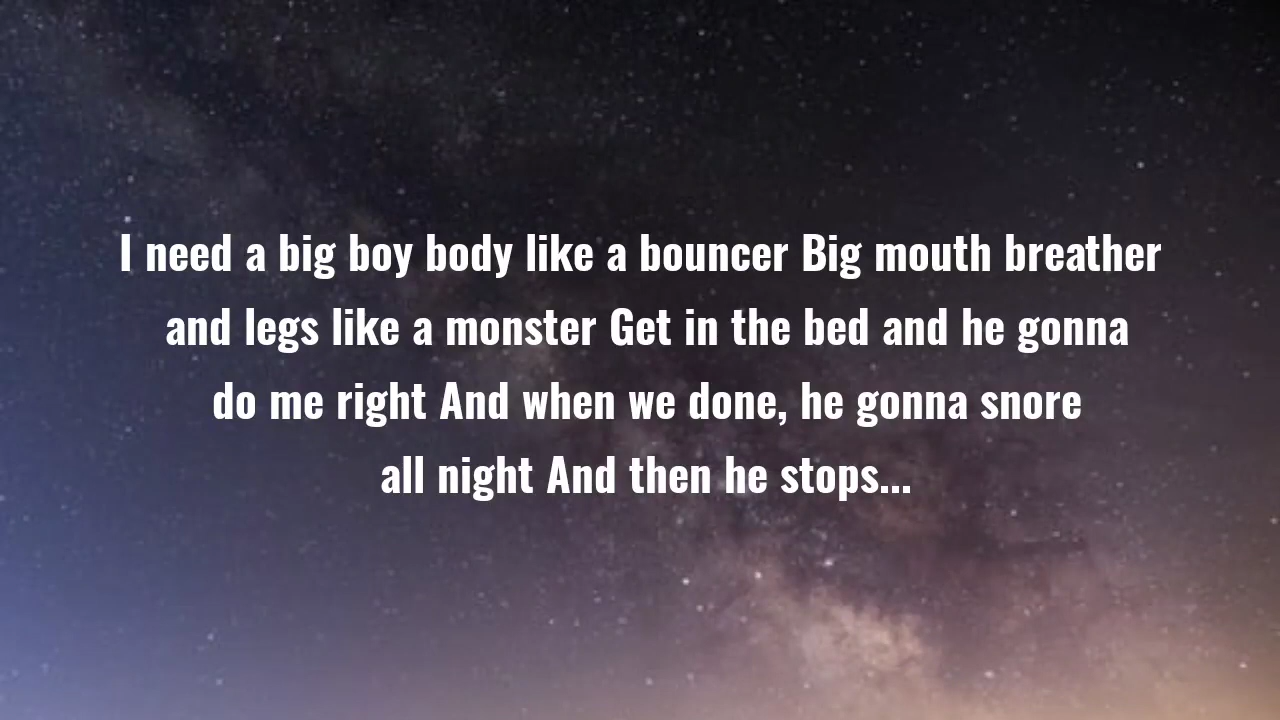 I need a big boy body like a bouncer Big mouth breather
and legs like a monster Get in the bed and he gonna
do me right And when we done, he gonna snore
all night And then he stops...